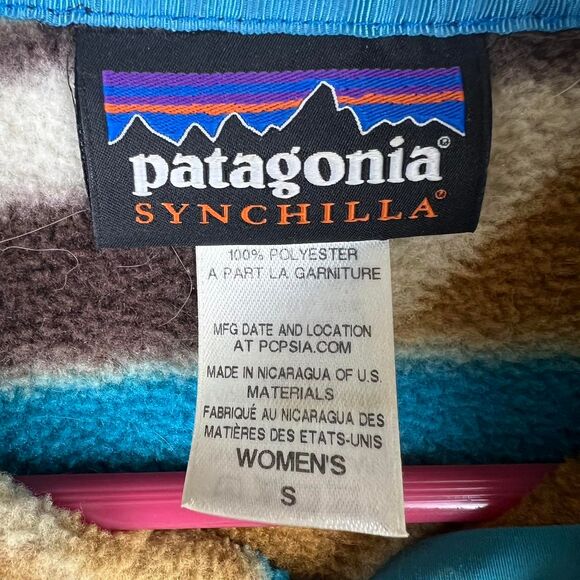 patagonia®
SYNCHILLA®
100% POLYESTER
A PART LA GARNITURE
MFG DATE AND LOCATION
AT PCPSIA.COM
MADE IN NICARAGUA OF U.S.
MATERIALS
FABRIQUÉ AU NICARAGUA DES
MATIÈRES DES ETATS-UNIS
WOMEN'S
S